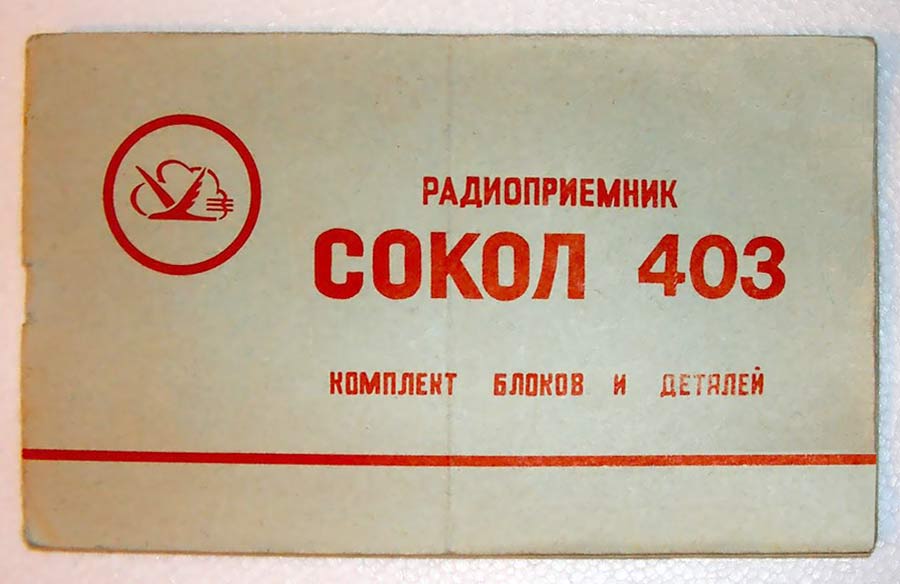 РАДИОПРИЕМНИК
СОКОЛ 403
КОМПЛЕКТ БЛОКОВ И ДЕТАЛЕЙ